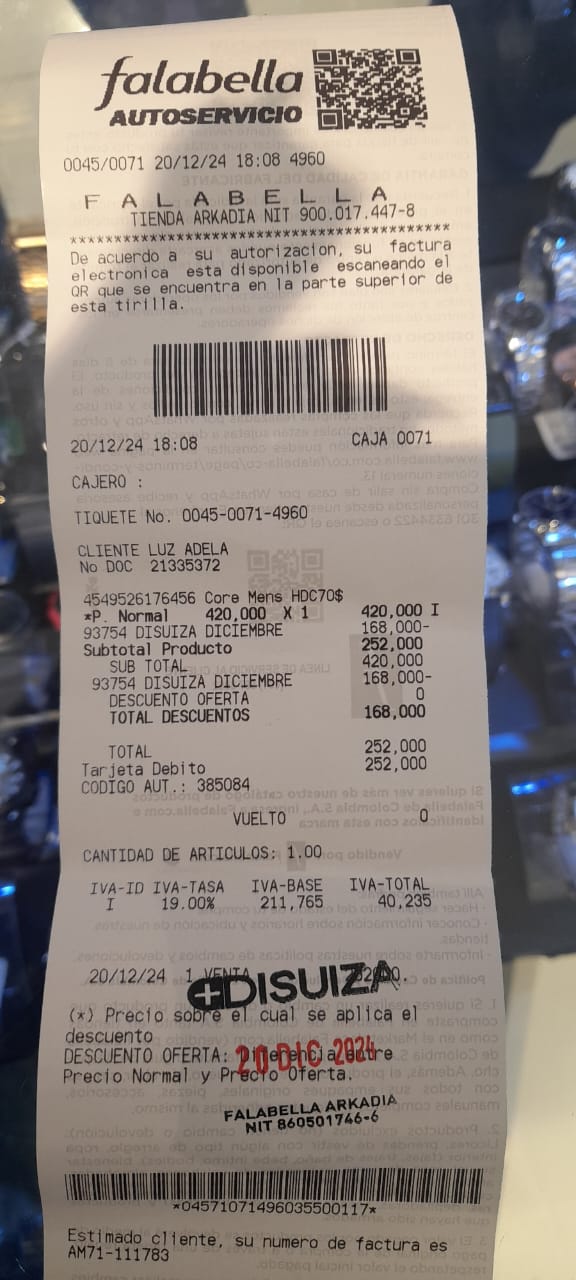 falabella
AUTOSERVICIO
0045/0071 20/12/24 18:08 4960
F A L A B E L L A
TIENDA ARKADIA NIT 900.017.447-8
**********************************************
De acuerdo a su autorizacion, su factura
electronica esta disponible escaneando el
QR que se encuentra en la parte superior de
esta tirilla.
20/12/24 18:08 CAJA 0071
CAJERO :
TIQUETE No. 0045-0071-4960
CLIENTE LUZ ADELA
No DOC 21335372
4549526176456 Core Mens HDC70$
*P. Normal 420,000 X 1 420,000 I
93754 DISUIZA DICIEMBRE 168,000-
Subtotal Producto 252,000
SUB TOTAL 420,000
93754 DISUIZA DICIEMBRE 168,000-
DESCUENTO OFERTA 0
TOTAL DESCUENTOS 168,000
TOTAL 252,000
Tarjeta Debito 252,000
CODIGO AUT.: 385084
VUELTO 0
CANTIDAD DE ARTICULOS: 1.00
IVA-ID IVA-TASA IVA-BASE IVA-TOTAL
I 19.00% 211,765 40,235
20/12/24 1 VENTA
DISUIZA
(*) Precio sobre el cual se aplica el
descuento
DESCUENTO OFERTA: Diferencia entre
20 DIC 2024
Precio Normal y Precio Oferta.
FALABELLA ARKADIA
NIT 860501746-6
*04571071496035500117*
Estimado cliente, su numero de factura es
AM71-111783